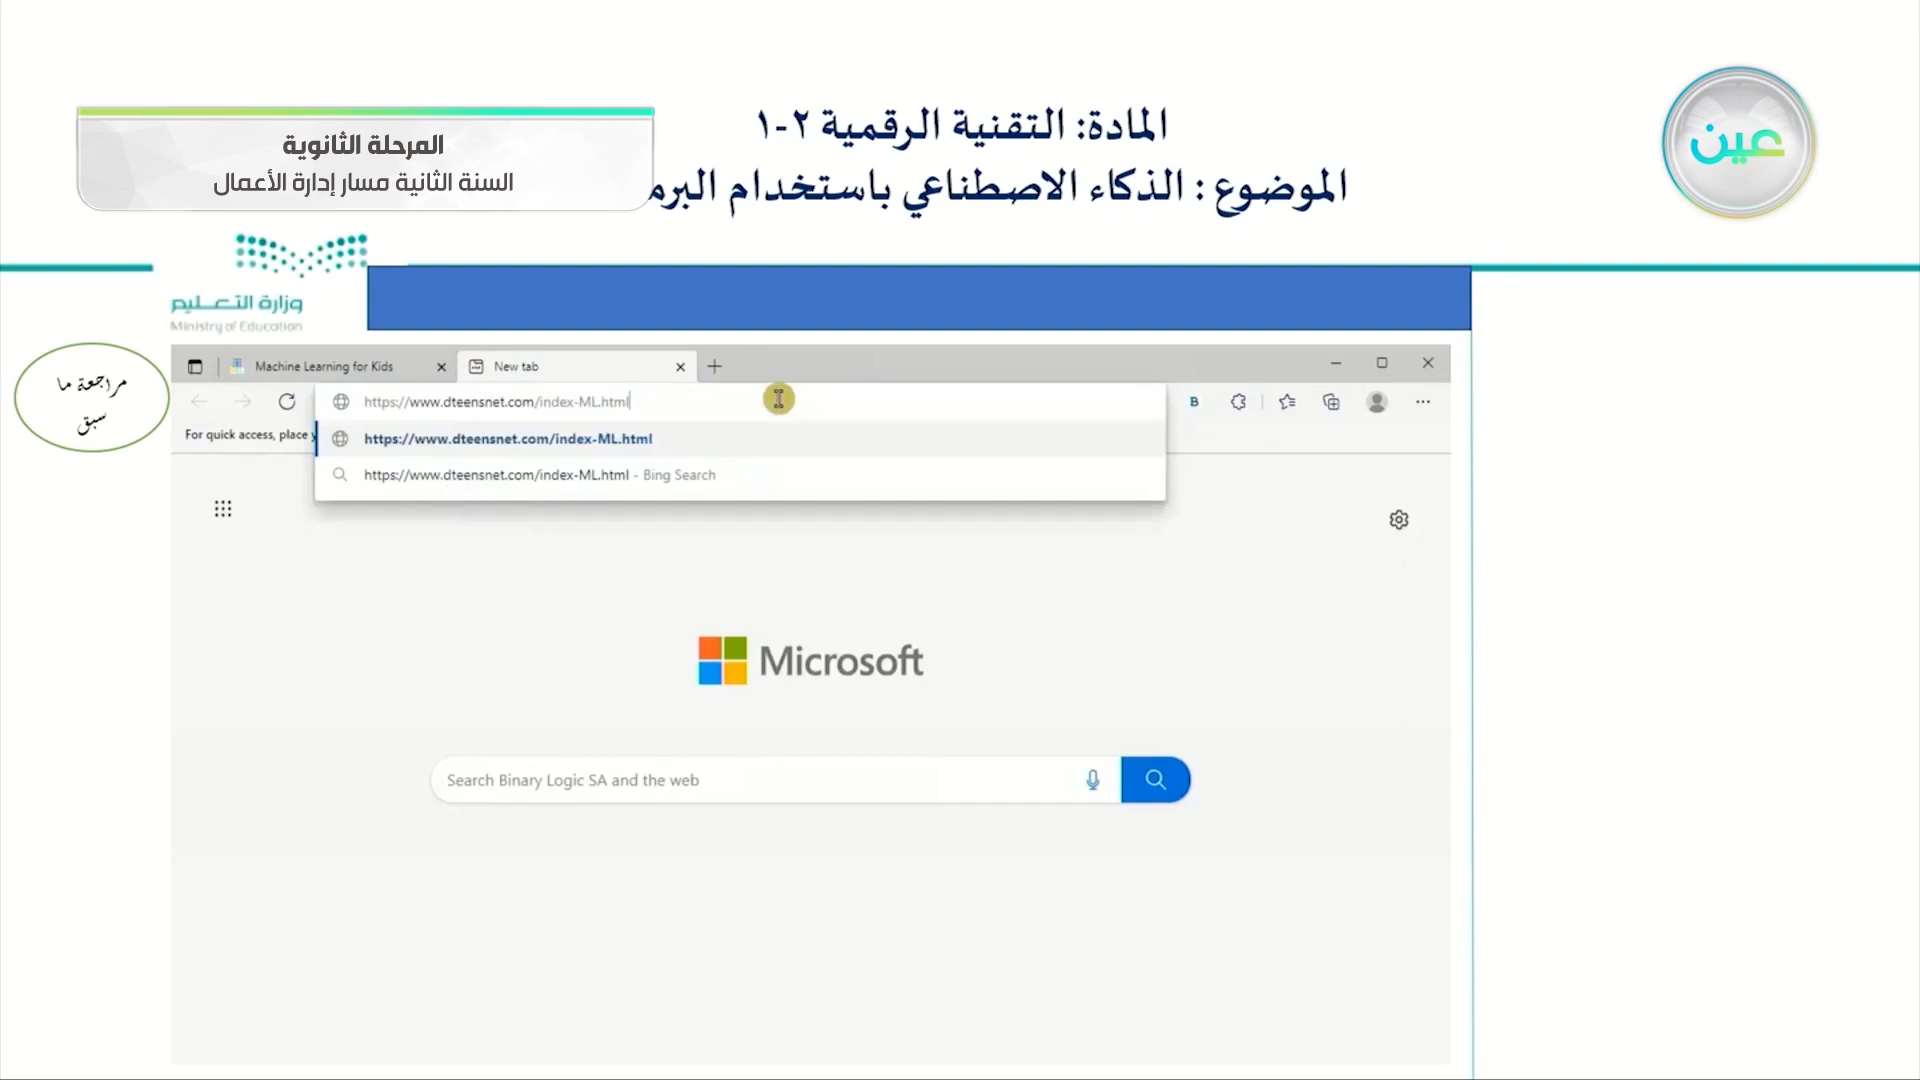 المادة: التقنية الرقمية ٢-١
المرحلة الثانوية
السنة الثانية مسار إدارة الأعمال
الموضوع : الذكاء الاصطناعي باستخدام
عين
وزارة التعليم
Ministry of Education
مراجعة ما
سبق
Machine Learning for Kids
New tab
https://www.dteensnet.com/index-ML.html
For quick access, place
https://www.dteensnet.com/index-ML.html
https://www.dteensnet.com/index-ML.html - Bing Search
B
Microsoft
Search Binary Logic SA and the web